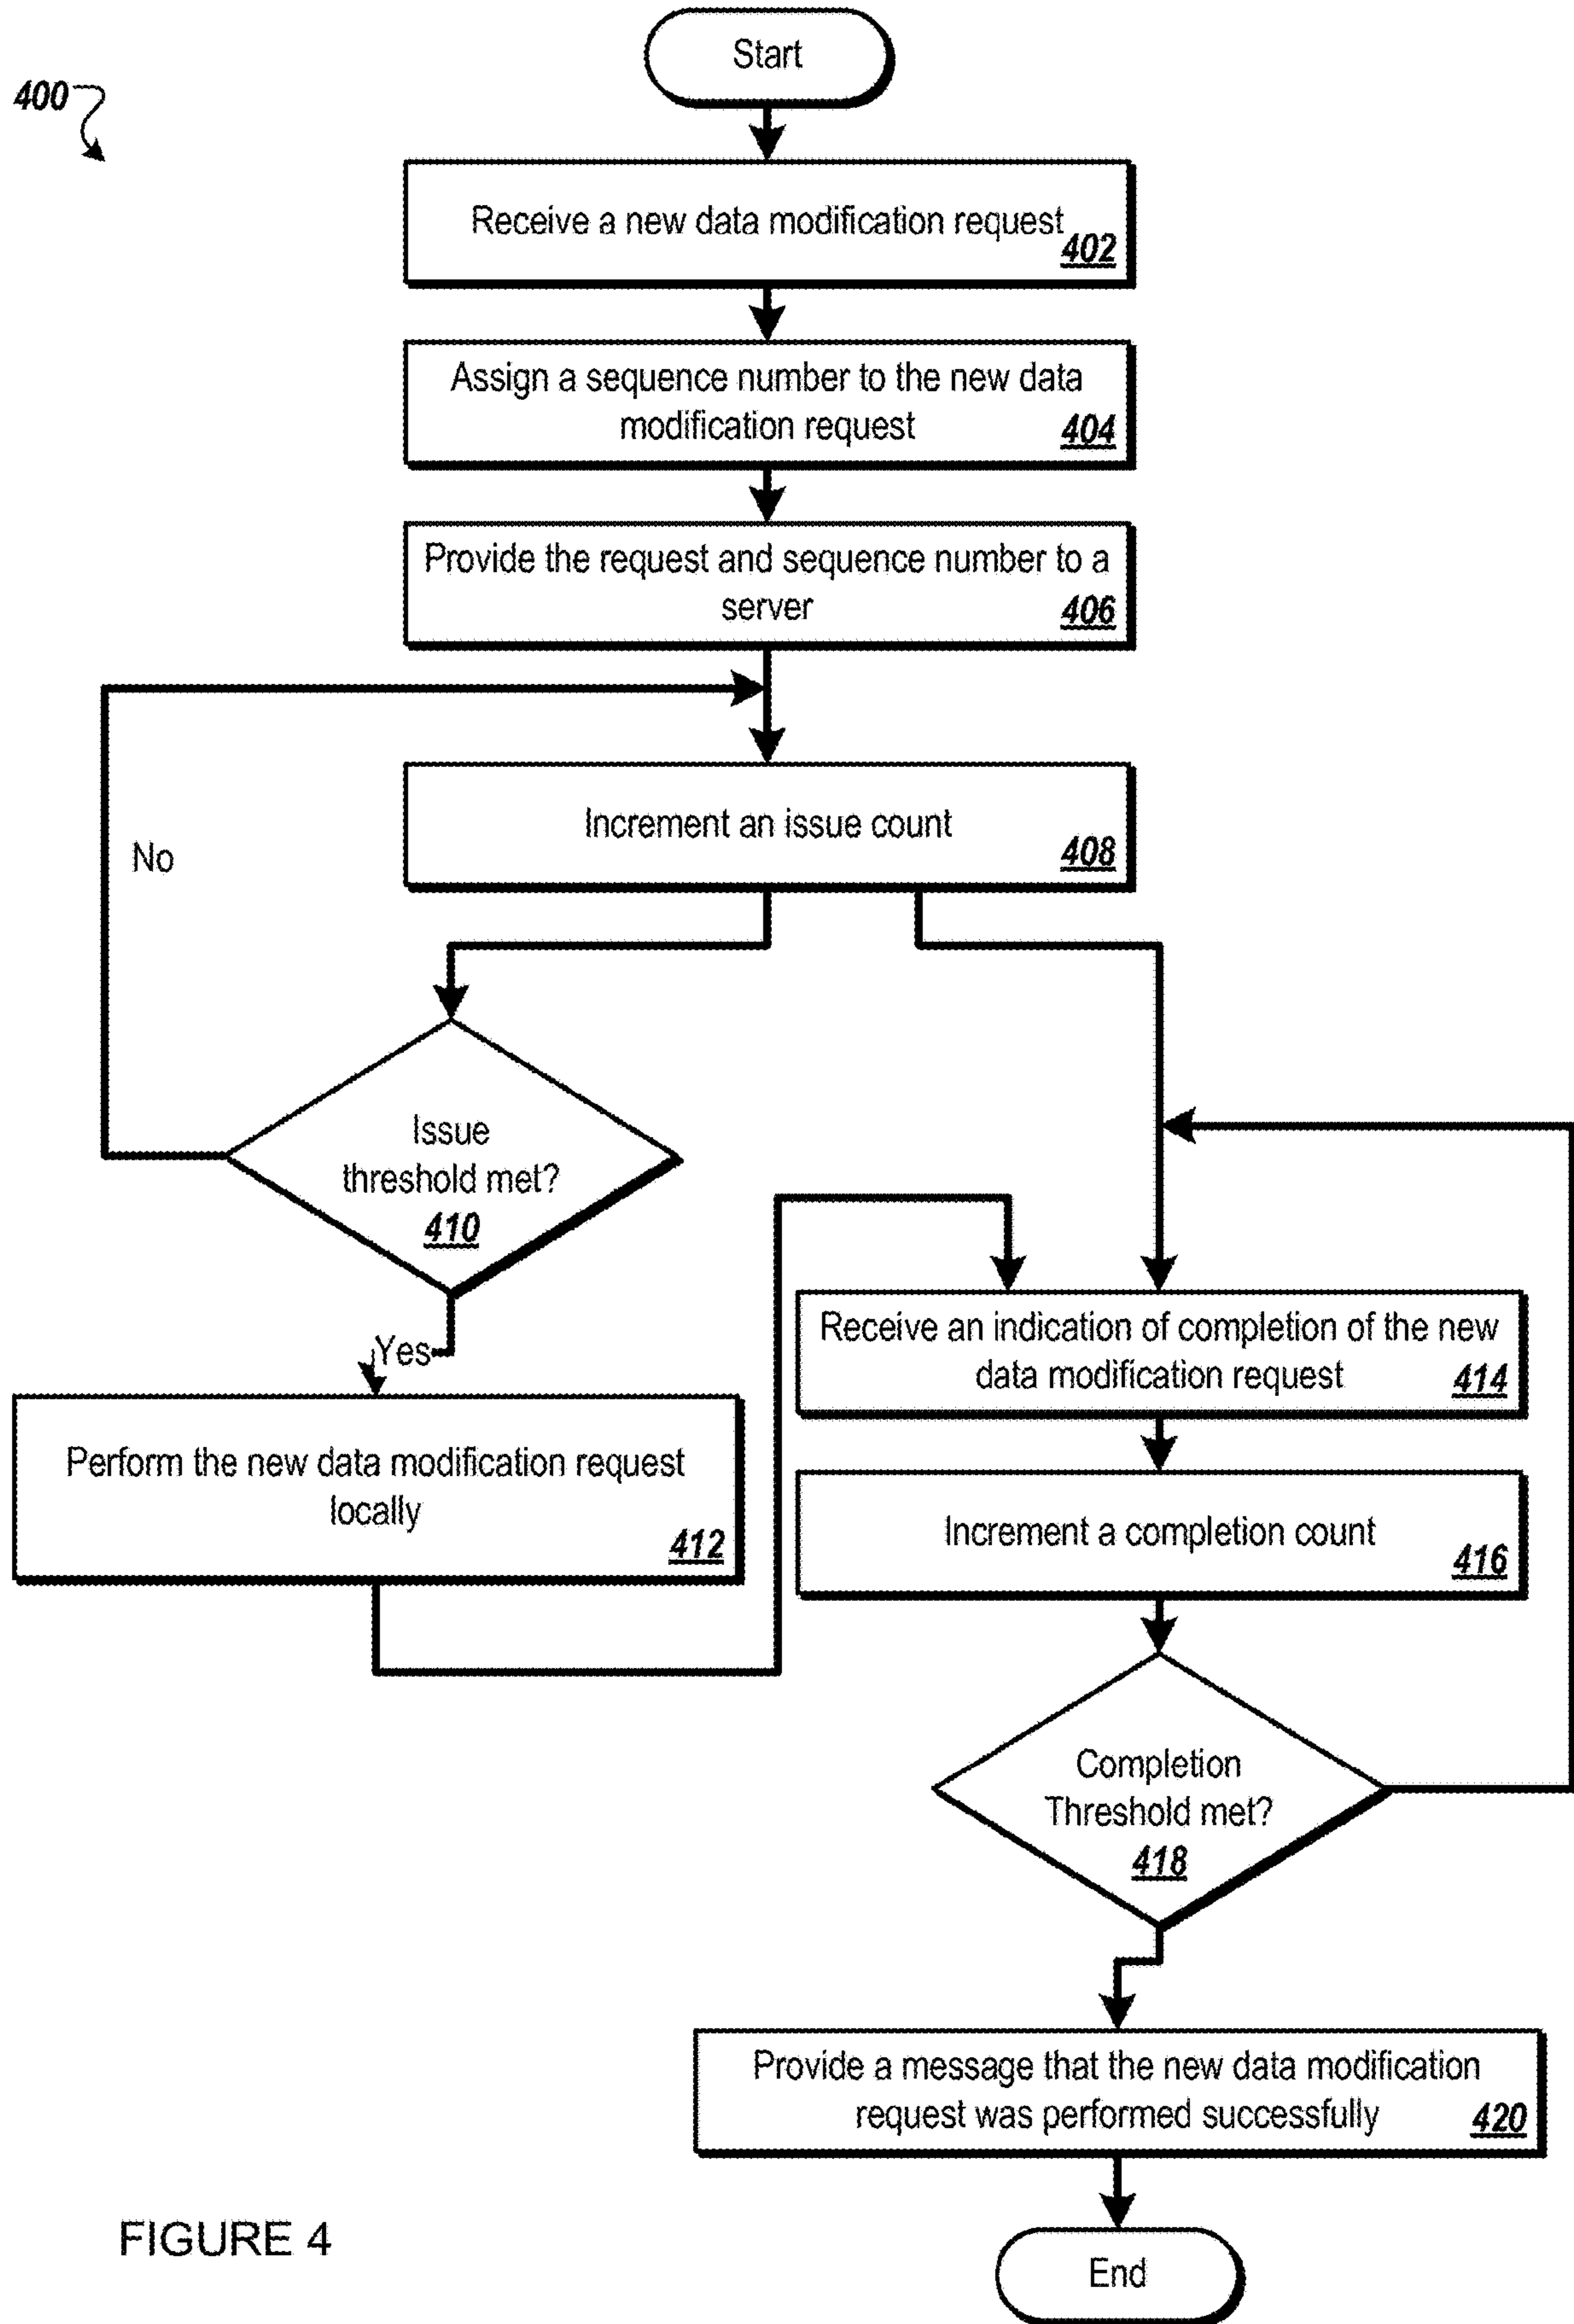 Start
400
Receive a new data modification request
402
Assign a sequence number to the new data
modification request
404
Provide the request and sequence number to a
server
406
Increment an issue count
408
No
Issue
threshold met?
410
Yes
Perform the new data modification request
locally
412
Receive an indication of completion of the new
data modification request
414
Increment a completion count
416
Completion
Threshold met?
418
Provide a message that the new data modification
request was performed successfully
420
End
FIGURE 4